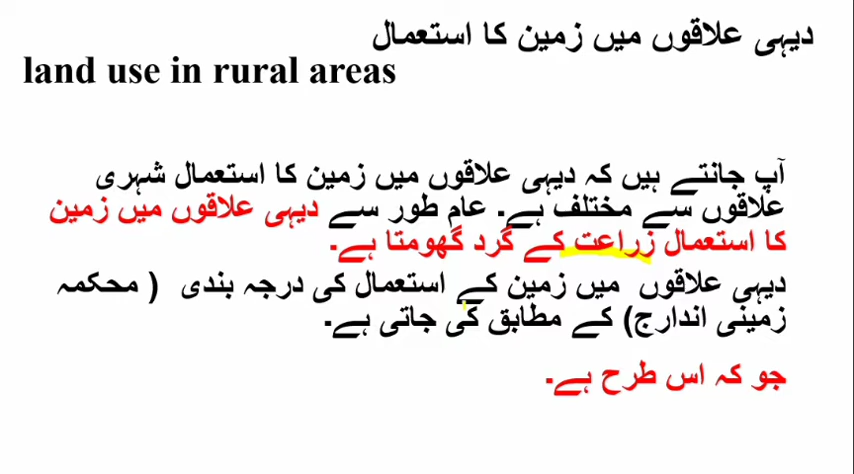 دیہی علاقوں میں زمین کا استعمال
land use in rural areas
آپ جانتے ہیں کہ دیہی علاقوں میں زمین کا استعمال شہری
علاقوں سے مختلف ہے۔ عام طور سے دیہی علاقوں میں زمین
کا استعمال زراعت کے گرد گھومتا ہے۔
دیہی علاقوں میں زمین کے استعمال کی درجہ بندی ( محکمہ
زمینی اندارج) کے مطابق کی جاتی ہے۔
جو کہ اس طرح ہے۔